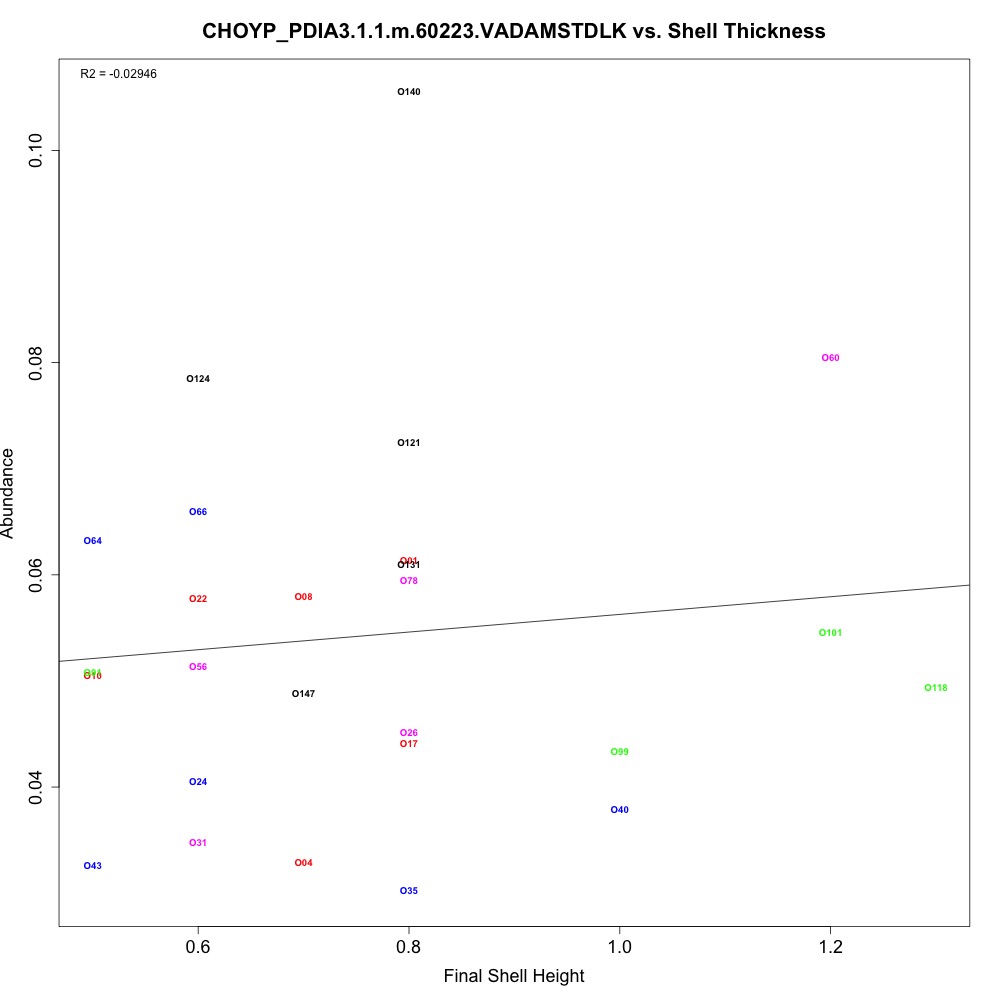 CHOYP_PDIA3.1.1.m.60223.VADAMSTDLK vs. Shell Thickness
R2 = -0.02946
O140
0.10
O60
0.08
O124
O121
O66
O64
O01
O131
0.06
O78
O08
O22
O101
O56
O91
O10
O118
O147
O26
O17
O99
0.04
O24
O40
O31
O04
O43
O35
Abundance
0.6
0.8
1.0
1.2
Final Shell Height